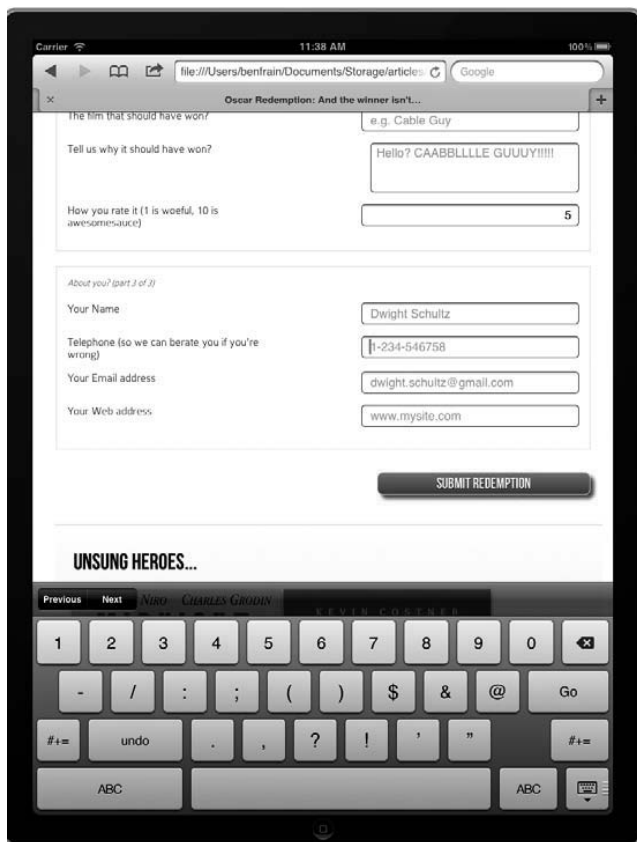 Carrier 11:38 AM 100%
file:///Users/benfrain/Documents/Storage/articles Google
Oscar Redemption: And the winner isn't...
The film that should have won? e.g. Cable Guy
Tell us why it should have won? Hello? CAABBLLLLE GUUUY!!!!!
How you rate it (1 is woeful, 10 is 5
awesomesauce)
About you? (part 3 of 3)
Your Name Dwight Schultz
Telephone (so we can berate you if you're 1-234-546758
wrong)
Your Email address dwight.schultz@gmail.com
Your Web address www.mysite.com
SUBMIT REDEMPTION
UNSUNG HEROES...
Previous Next NIRO CHARLES GRODIN KEVIN COSTNER
1 2 3 4 5 6 7 8 9 0
- / : ; ( ) $ & @ Go
#+= undo . , ? ! ' " #+=
ABC ABC